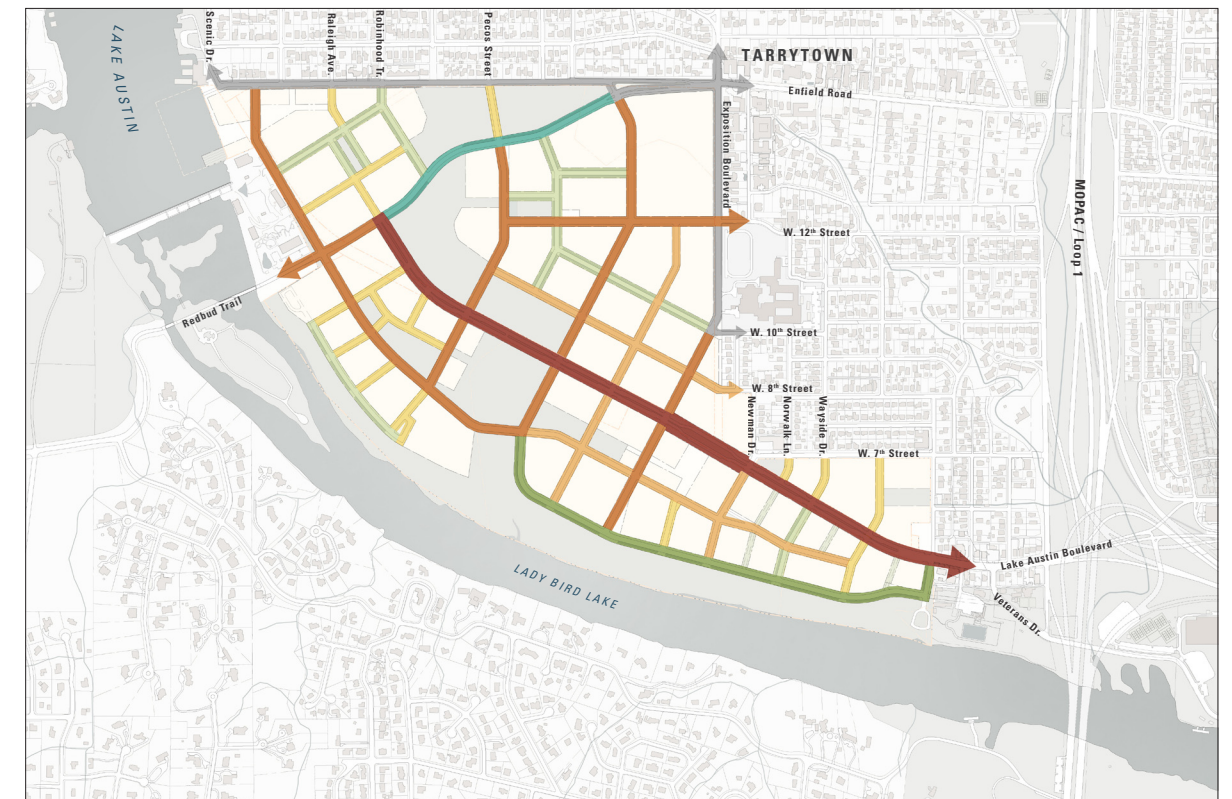 LAKE AUSTIN
Scenic Dr.
Raleigh Ave.
Robinhood Tr.
Pecos Street
TARRYTOWN
Enfield Road
Exposition Boulevard
MOPAC / Loop 1
W. 12th Street
Redbud Trail
W. 10th Street
W. 8th Street
Newman Dr.
Norwalk Ln.
Wayside Dr.
W. 7th Street
Lake Austin Boulevard
LADY BIRD LAKE
Veterans Dr.